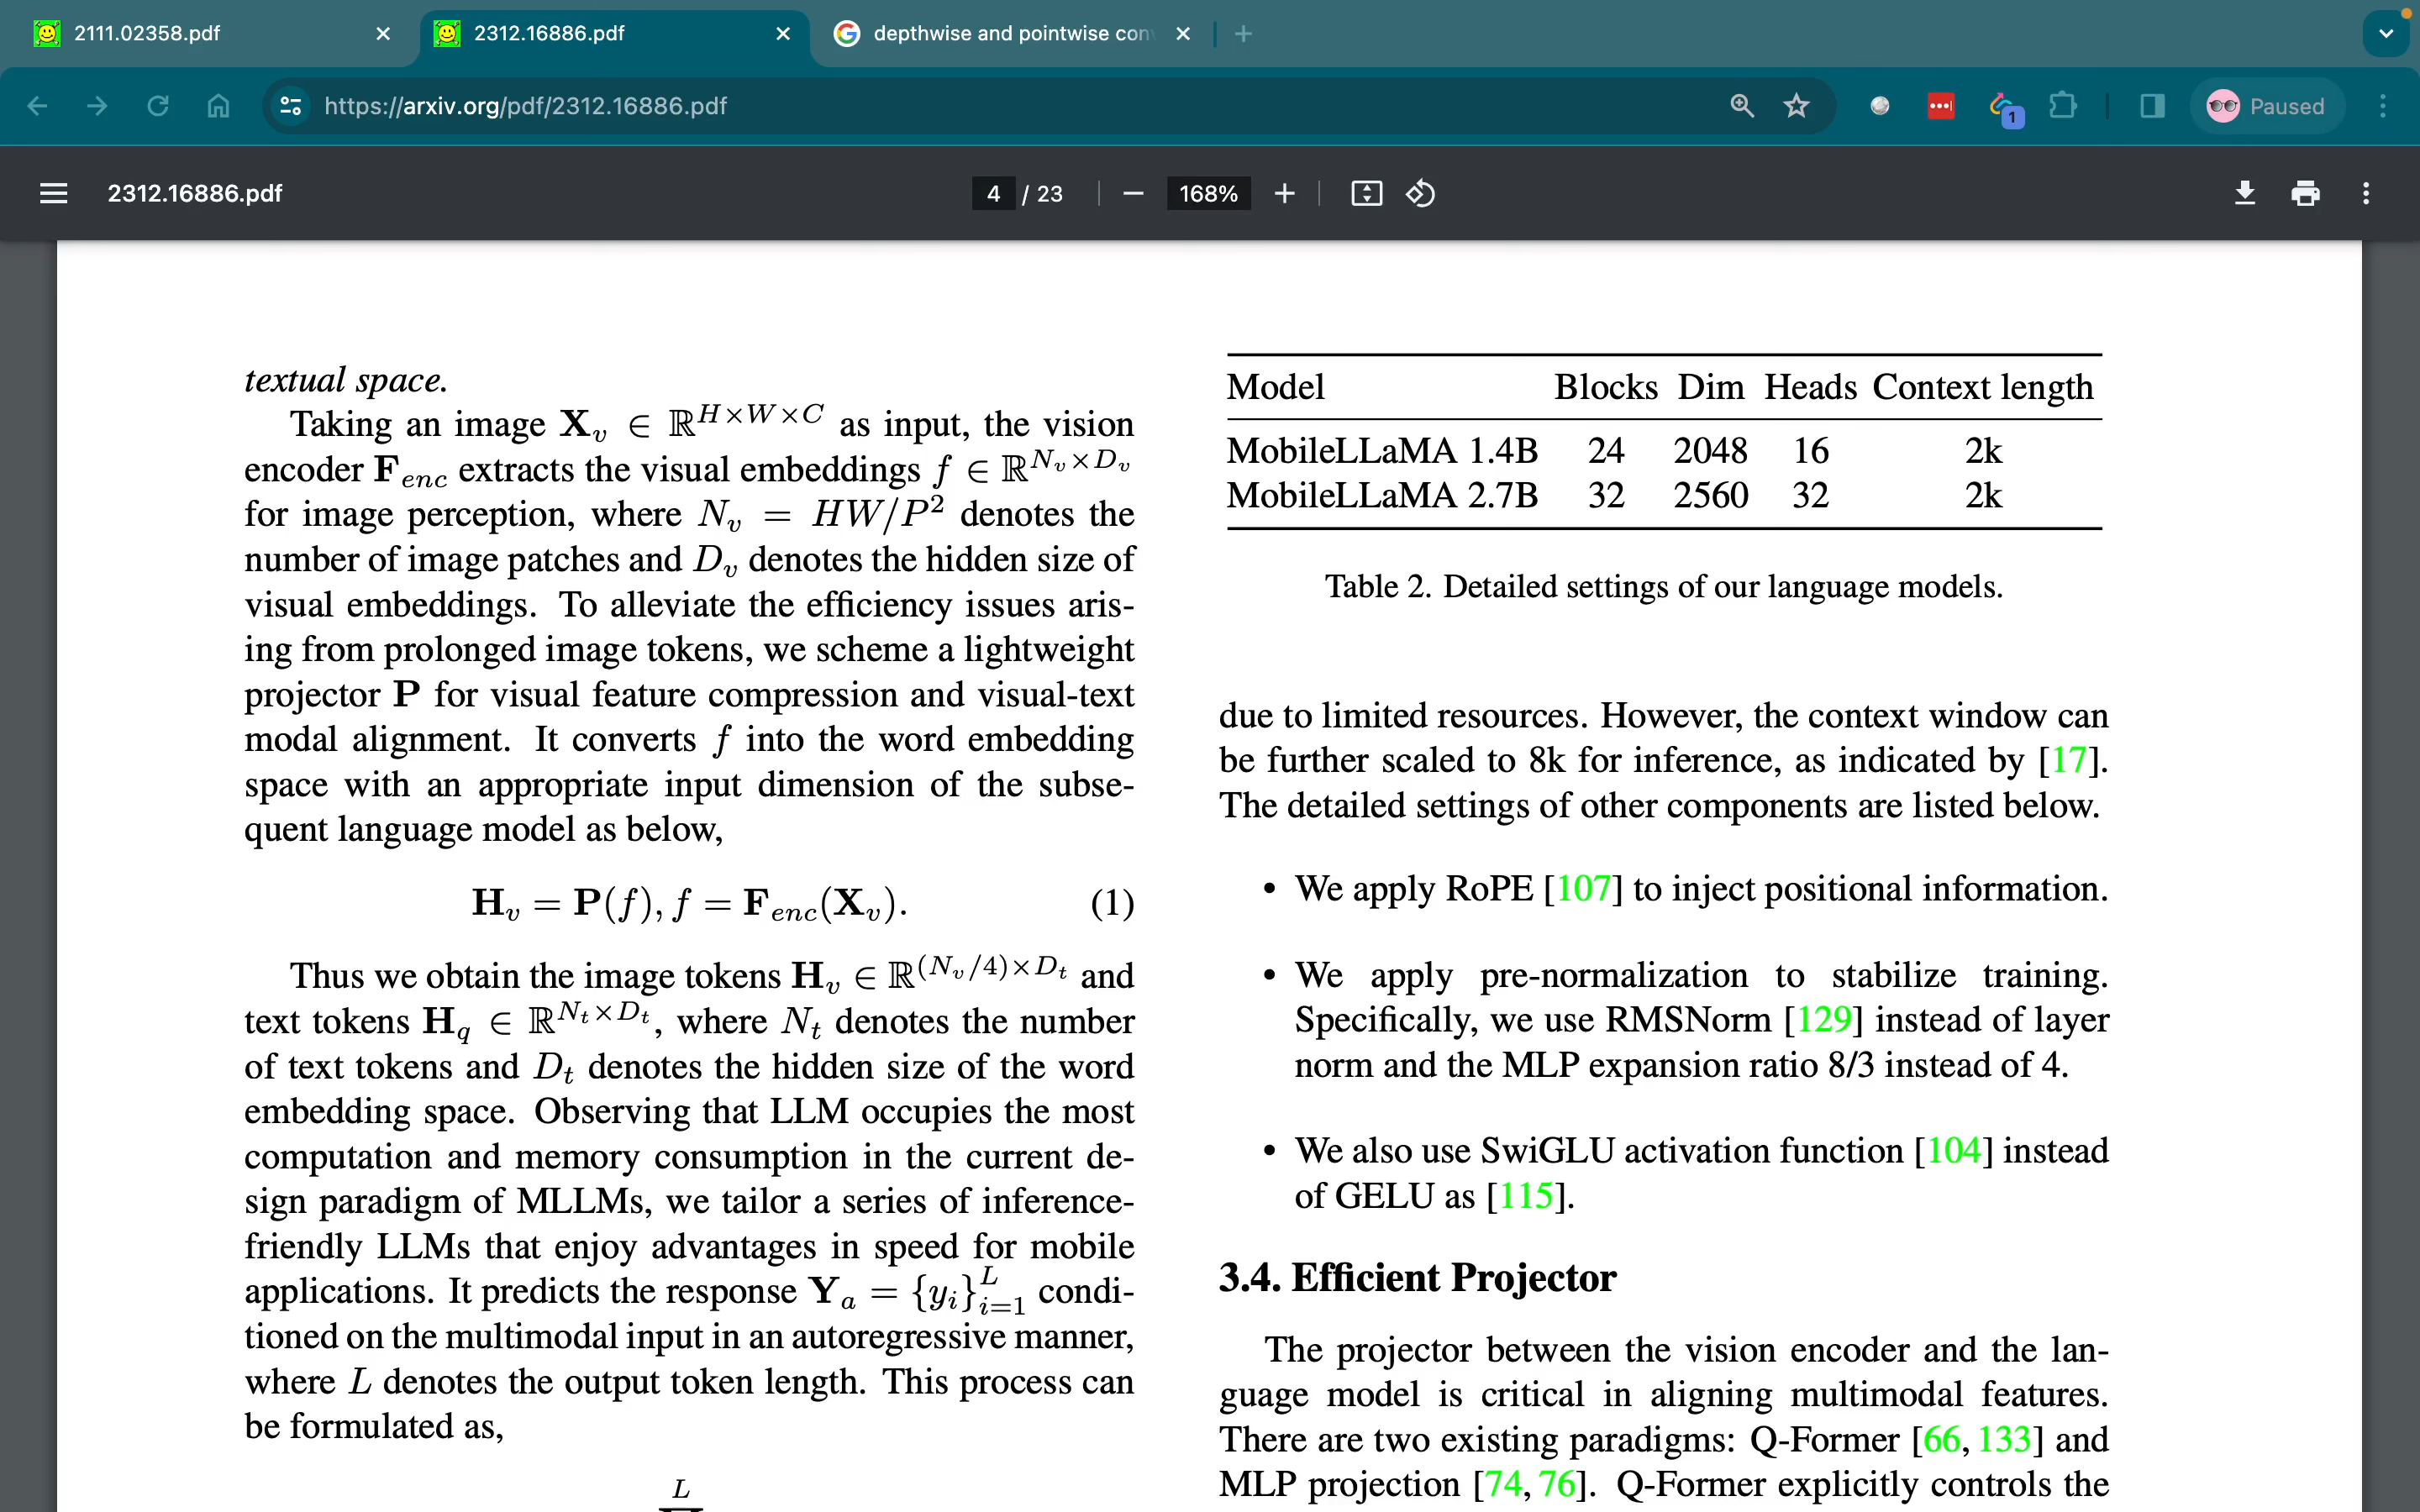 2111.02358.pdf
2312.16886.pdf
depthwise and pointwise con
https://arxiv.org/pdf/2312.16886.pdf
1
Paused
2312.16886.pdf
4 / 23
168%
textual space.
Taking an image X_v ∈ ℝ^{H×W×C} as input, the vision
encoder F_enc extracts the visual embeddings f ∈ ℝ^{N_v×D_v}
for image perception, where N_v = HW/P² denotes the
number of image patches and D_v denotes the hidden size of
visual embeddings. To alleviate the efficiency issues aris-
ing from prolonged image tokens, we scheme a lightweight
projector P for visual feature compression and visual-text
modal alignment. It converts f into the word embedding
space with an appropriate input dimension of the subse-
quent language model as below,
H_v = P(f), f = F_enc(X_v). (1)
Thus we obtain the image tokens H_v ∈ ℝ^{(N_v/4)×D_t} and
text tokens H_q ∈ ℝ^{N_t×D_t}, where N_t denotes the number
of text tokens and D_t denotes the hidden size of the word
embedding space. Observing that LLM occupies the most
computation and memory consumption in the current de-
sign paradigm of MLLMs, we tailor a series of inference-
friendly LLMs that enjoy advantages in speed for mobile
applications. It predicts the response Y_a = {y_i}_{i=1}^L condi-
tioned on the multimodal input in an autoregressive manner,
where L denotes the output token length. This process can
be formulated as,
L
Model Blocks Dim Heads Context length
MobileLLaMA 1.4B 24 2048 16 2k
MobileLLaMA 2.7B 32 2560 32 2k
Table 2. Detailed settings of our language models.
due to limited resources. However, the context window can
be further scaled to 8k for inference, as indicated by [17].
The detailed settings of other components are listed below.
• We apply RoPE [107] to inject positional information.
• We apply pre-normalization to stabilize training.
Specifically, we use RMSNorm [129] instead of layer
norm and the MLP expansion ratio 8/3 instead of 4.
• We also use SwiGLU activation function [104] instead
of GELU as [115].
3.4. Efficient Projector
The projector between the vision encoder and the lan-
guage model is critical in aligning multimodal features.
There are two existing paradigms: Q-Former [66, 133] and
MLP projection [74, 76]. Q-Former explicitly controls the